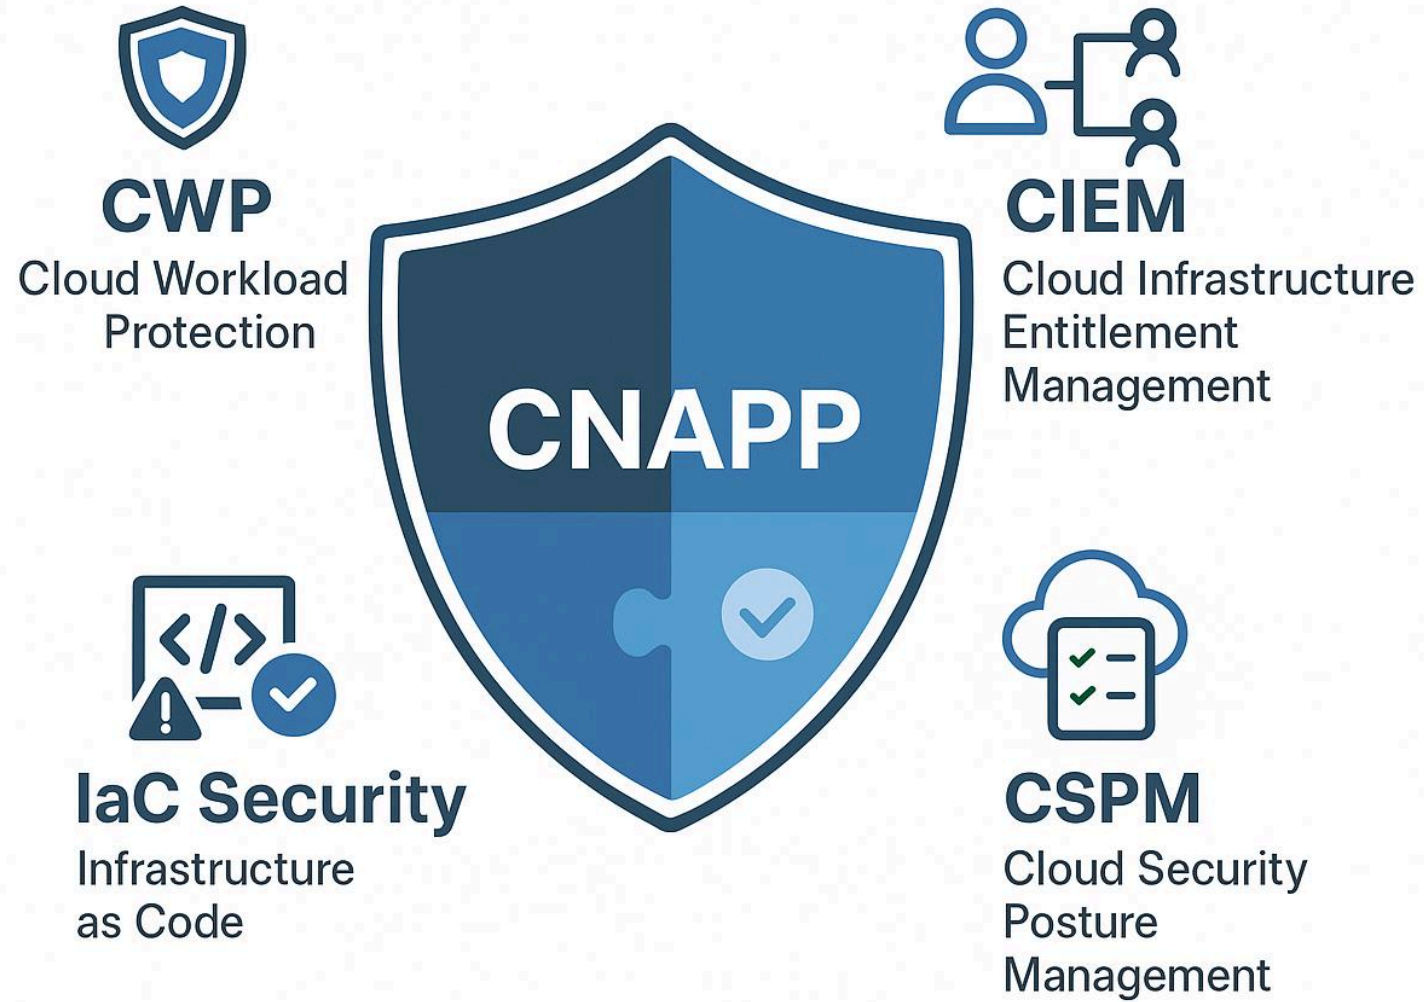 CWP
Cloud Workload
Protection
CIEM
Cloud Infrastructure
Entitlement
Management
CNAPP
</>
IaC Security
Infrastructure
as Code
CSPM
Cloud Security
Posture
Management